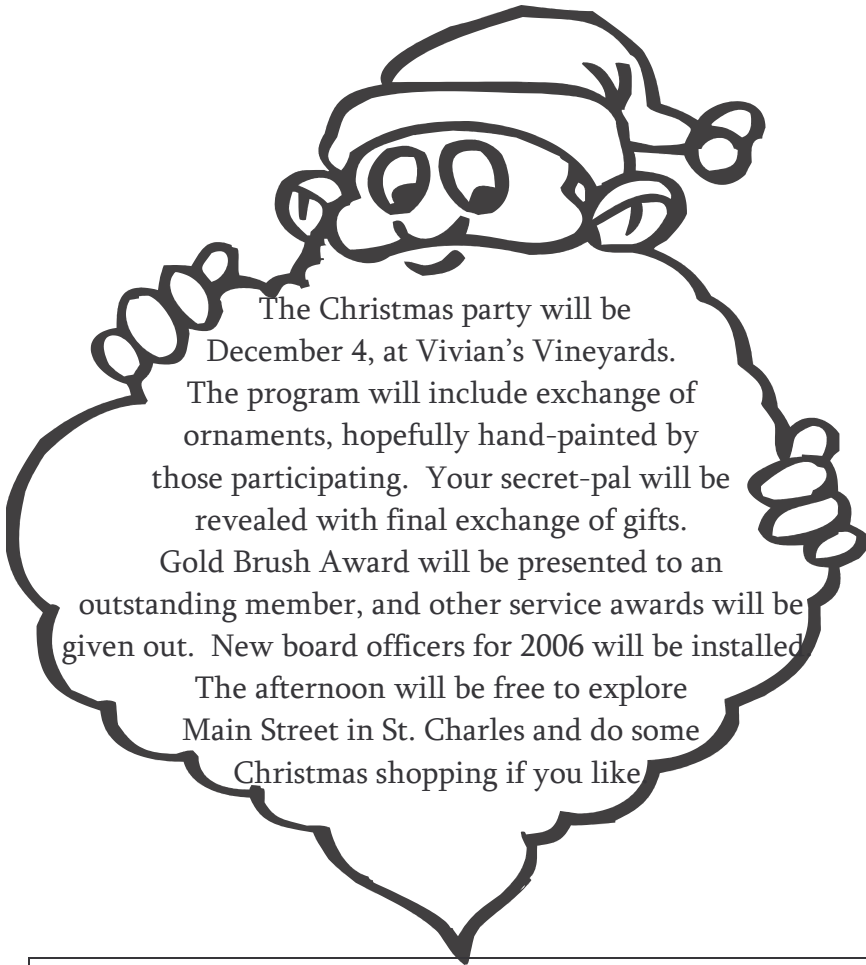 The Christmas party will be
December 4, at Vivian’s Vineyards.
The program will include exchange of
ornaments, hopefully hand-painted by
those participating.  Your secret-pal will be
revealed with final exchange of gifts.
Gold Brush Award will be presented to an
outstanding member, and other service awards will be
given out.  New board officers for 2006 will be installed.
The afternoon will be free to explore
Main Street in St. Charles and do some
Christmas shopping if you like